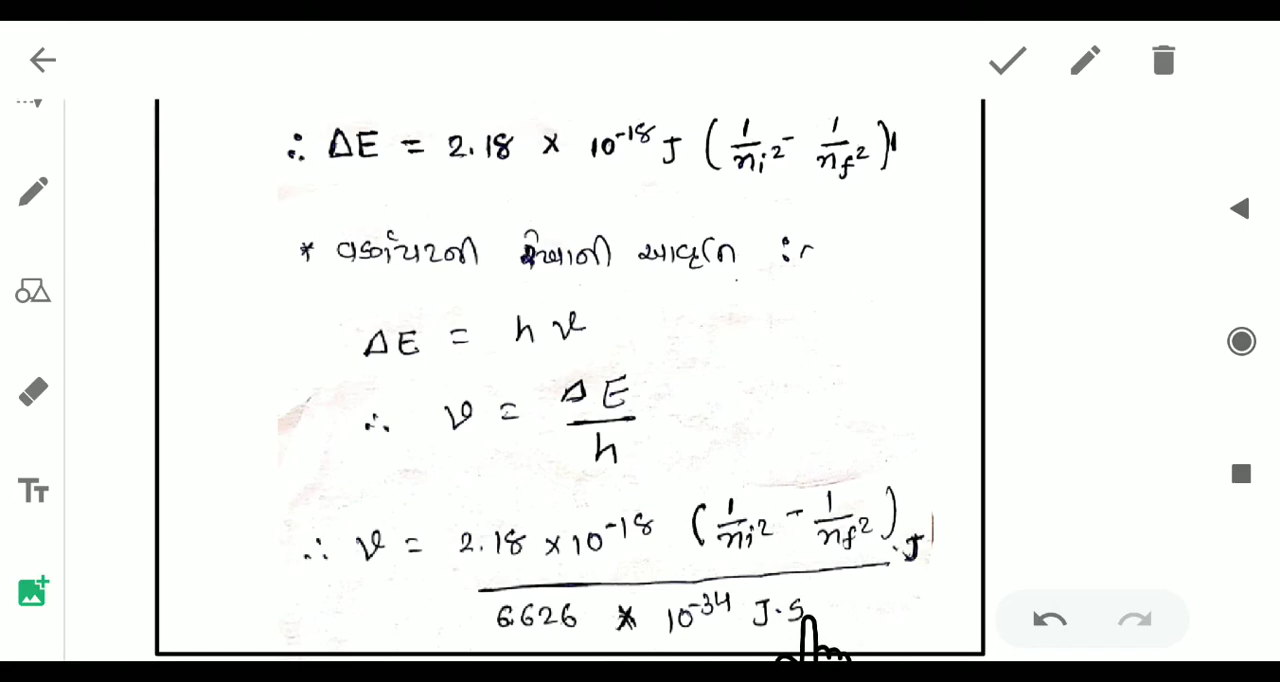 ∴ ΔE = 2.18 × 10⁻¹⁸ J (1/nᵢ² - 1/n_f²)
* વર્ણપટની રેખાની આવૃત્તિ :-
ΔE = h ν
∴ ν = ΔE/h
∴ ν = 2.18 × 10⁻¹⁸ (1/nᵢ² - 1/n_f²) J / 6.626 × 10⁻³⁴ J·S
TT